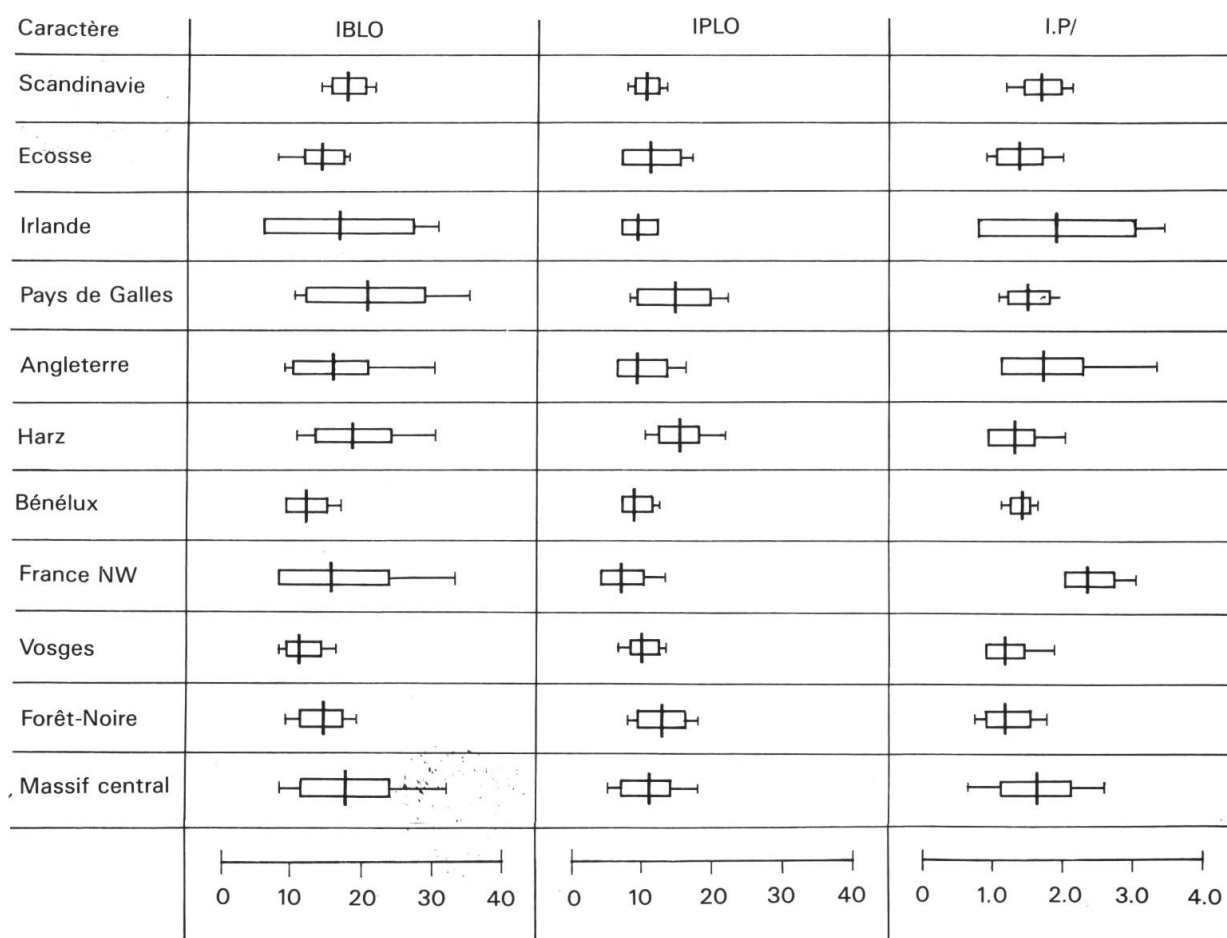 Caractère IBLO IPLO I.P/
Scandinavie
Ecosse
Irlande
Pays de Galles
Angleterre
Harz
Bénélux
France NW
Vosges
Forêt-Noire
Massif central
0 10 20 30 40 0 10 20 30 40 0 1.0 2.0 3.0 4.0